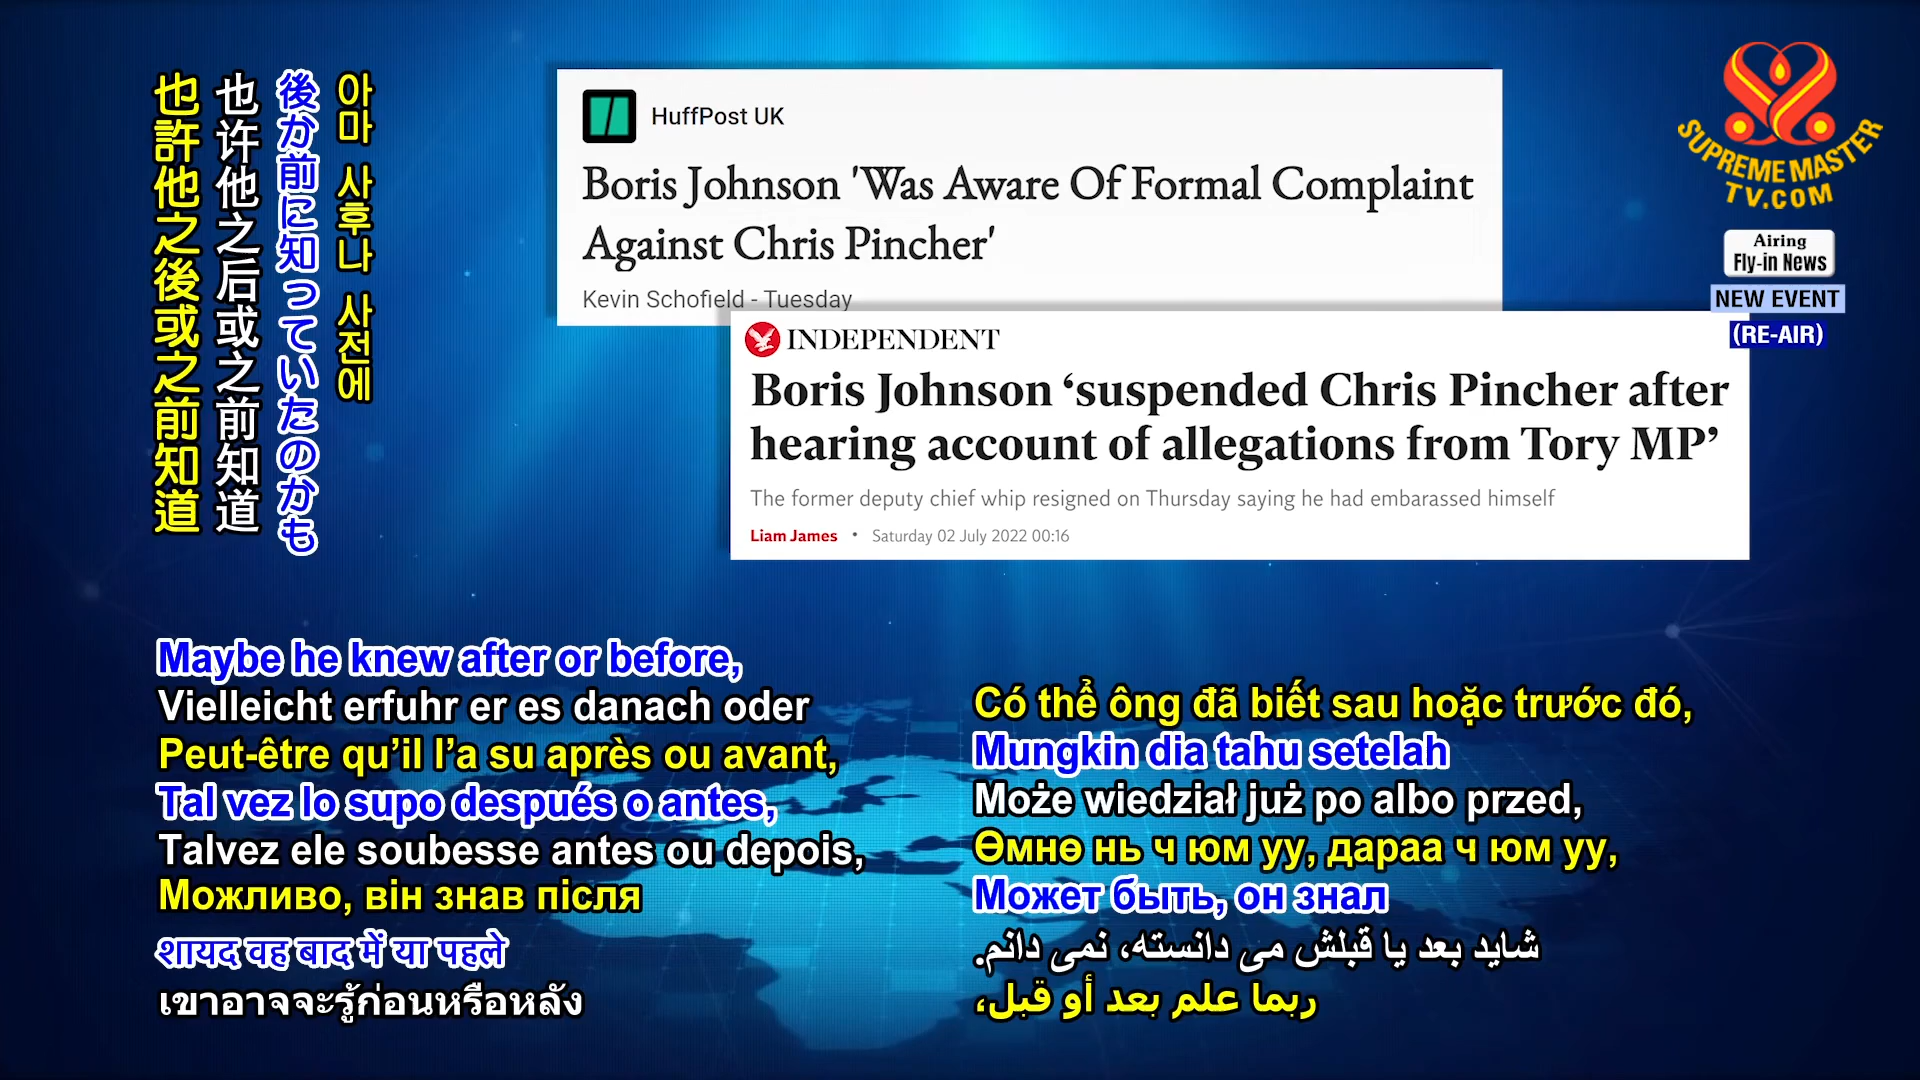 아마 사후나 사전에
後か前に知っていたのかも
也许他之后或之前知道
也許他之後或之前知道
HuffPost UK
Boris Johnson 'Was Aware Of Formal Complaint
Against Chris Pincher'
Kevin Schofield - Tuesday
INDEPENDENT
Boris Johnson ‘suspended Chris Pincher after
hearing account of allegations from Tory MP’
The former deputy chief whip resigned on Thursday saying he had embarassed himself
Liam James • Saturday 02 July 2022 00:16
SUPREME MASTER
TV.COM
Airing
Fly-in News
NEW EVENT
(RE-AIR)
Maybe he knew after or before,
Vielleicht erfuhr er es danach oder
Peut-être qu’il l’a su après ou avant,
Tal vez lo supo después o antes,
Talvez ele soubesse antes ou depois,
Можливо, він знав після
शायद वह बाद में या पहले
เขาอาจจะรู้ก่อนหรือหลัง
Có thể ông đã biết sau hoặc trước đó,
Mungkin dia tahu setelah
Może wiedział już po albo przed,
Өмнө нь ч юм уу, дараа ч юм уу,
Может быть, он знал
شاید بعد یا قبلش می دانسته، نمی دانم.
ربما علم بعد أو قبل،